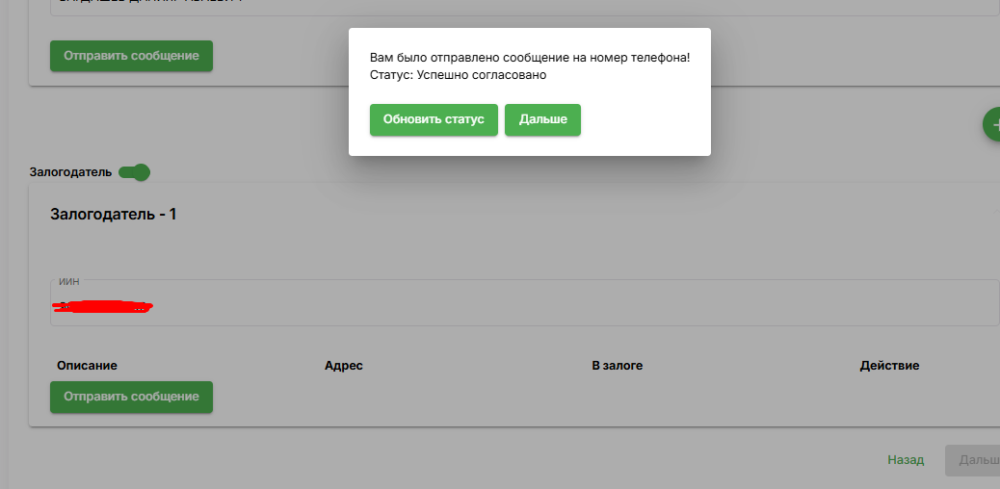 Отправить сообщение
Вам было отправлено сообщение на номер телефона!
Статус: Успешно согласовано
Обновить статус Дальше
Залогодатель
Залогодатель - 1
ИИН
Описание Адрес В залоге Действие
Отправить сообщение
Назад Дальш